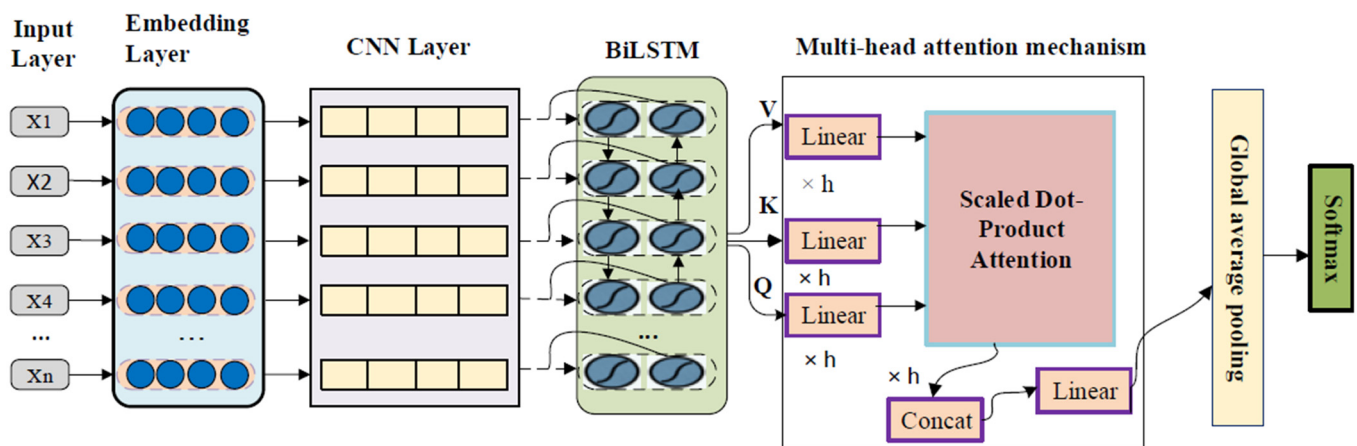 Input
Layer
Embedding
Layer
CNN Layer
BiLSTM
Multi-head attention mechanism
X1
X2
X3
X4
...
Xn
...
...
V
K
Q
Linear
× h
Linear
× h
Linear
× h
Scaled Dot-
Product
Attention
× h
Concat
Linear
Global average pooling
Softmax